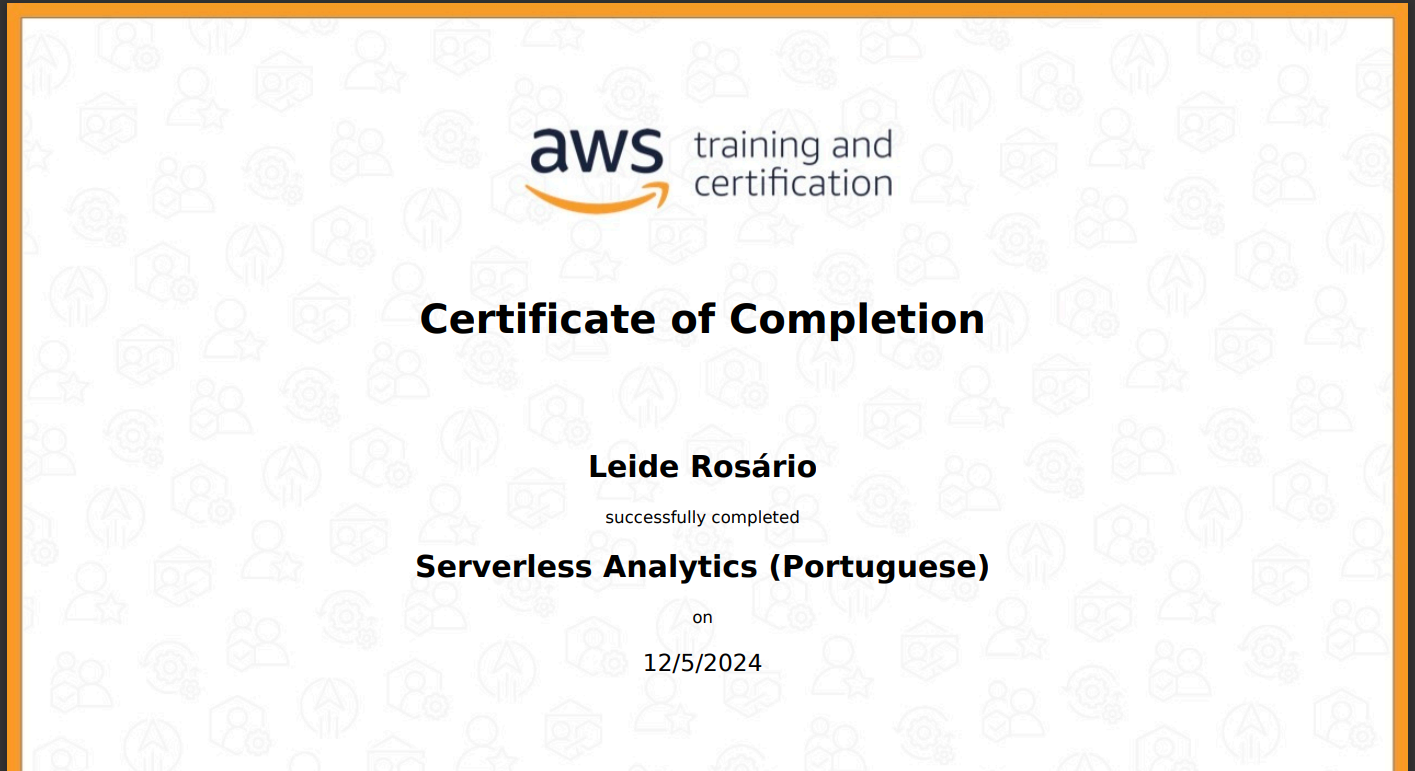 aws
training and
certification
Certificate of Completion
Leide Rosário
successfully completed
Serverless Analytics (Portuguese)
on
12/5/2024